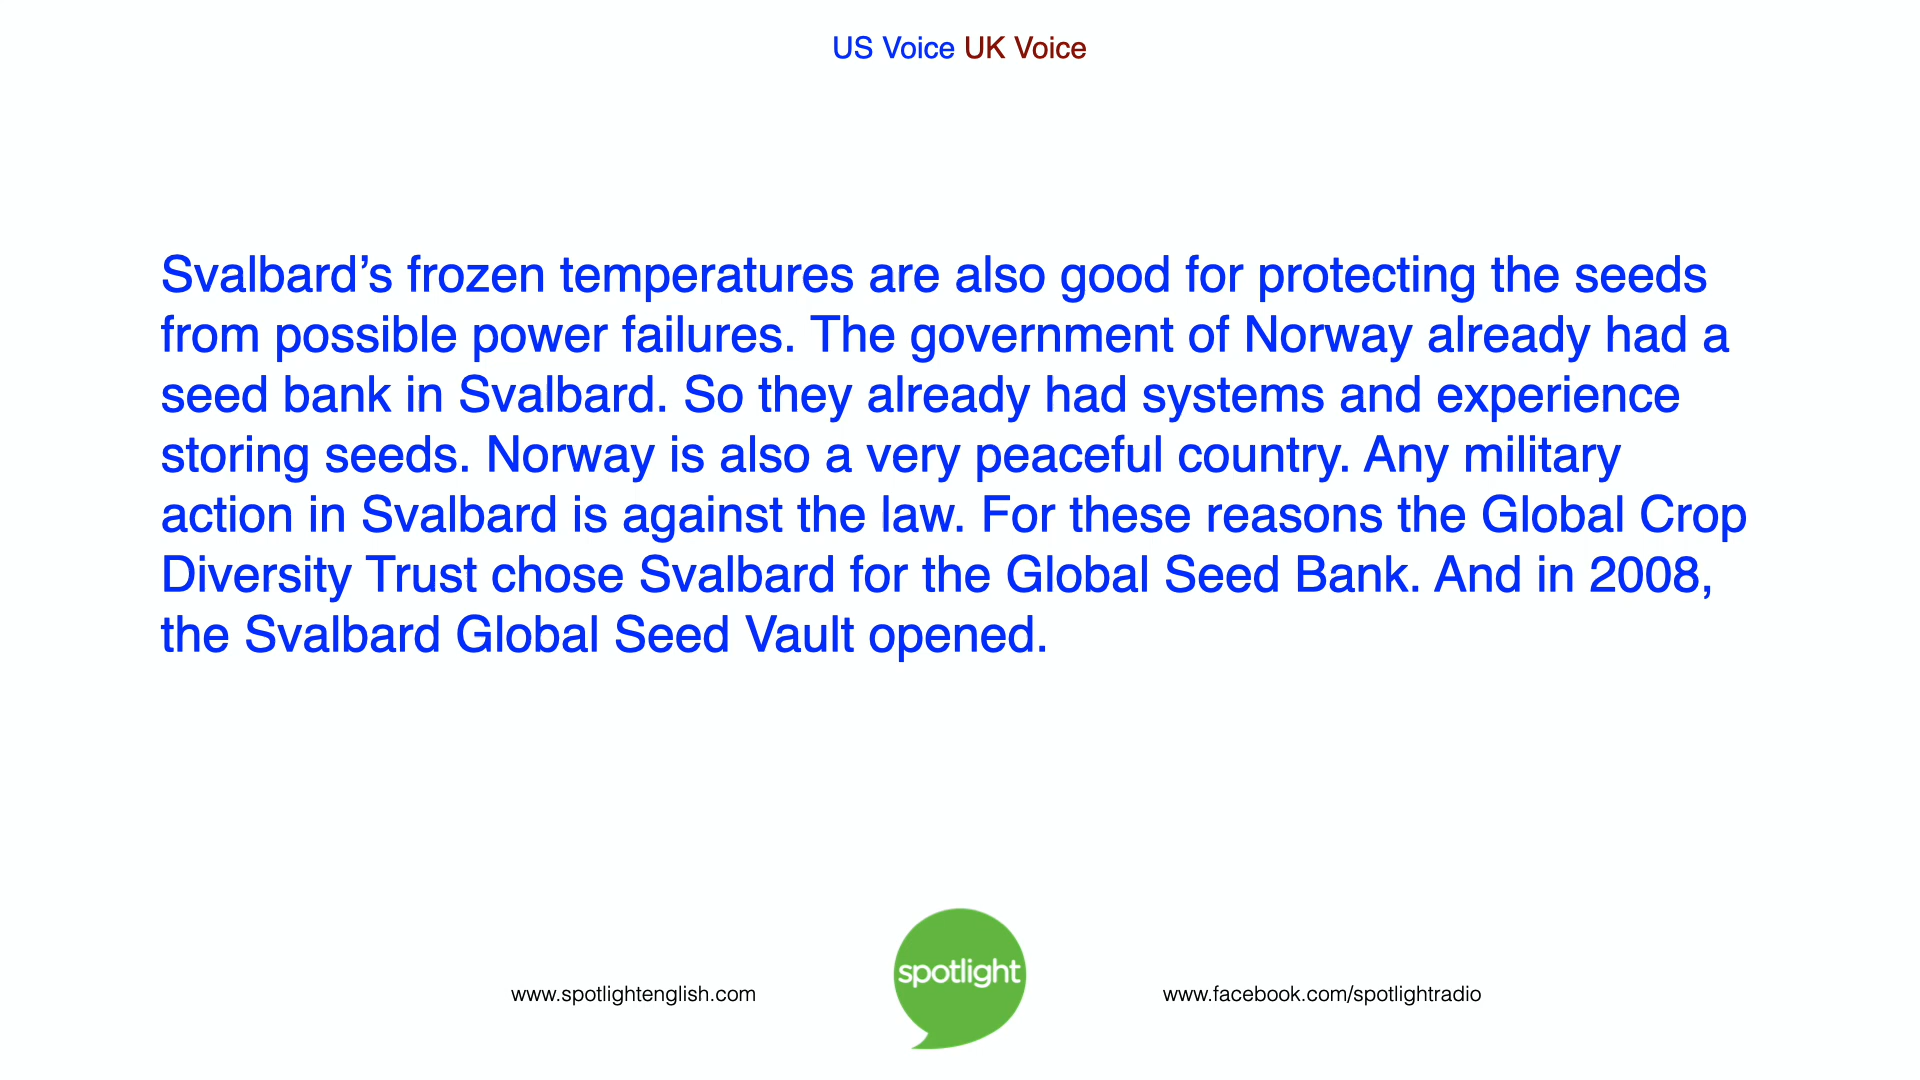 US Voice UK Voice
Svalbard’s frozen temperatures are also good for protecting the seeds
from possible power failures. The government of Norway already had a
seed bank in Svalbard. So they already had systems and experience
storing seeds. Norway is also a very peaceful country. Any military
action in Svalbard is against the law. For these reasons the Global Crop
Diversity Trust chose Svalbard for the Global Seed Bank. And in 2008,
the Svalbard Global Seed Vault opened.
spotlight
www.spotlightenglish.com
www.facebook.com/spotlightradio